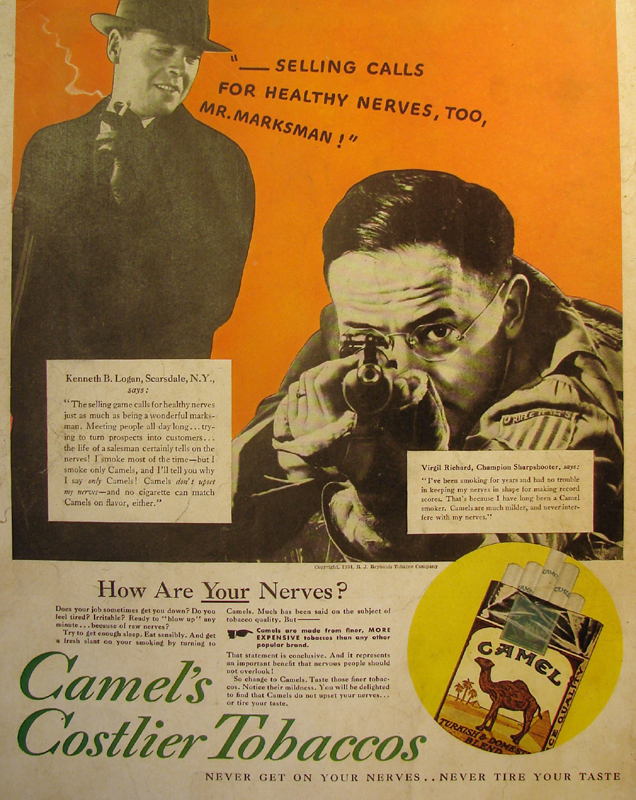 "— SELLING CALLS
FOR HEALTHY NERVES, TOO,
MR. MARKSMAN!"
Kenneth B. Logan, Scarsdale, N.Y.,
says:
"The selling game calls for healthy nerves
just as much as being a wonderful marks-
man. Meeting people all day long...try-
ing to turn prospects into customers...
the life of a salesman certainly tells on the
nerves! I smoke most of the time—but I
smoke only Camels, and I'll tell you why
I say only Camels! Camels don't upset
my nerves—and no cigarette can match
Camels on flavor, either."
Virgil Richard, Champion Sharpshooter, says:
"I've been smoking for years and had no trouble
in keeping my nerves in shape for making record
scores. That's because I have long been a Camel
smoker. Camels are much milder, and never inter-
fere with my nerves."
Copyright, 1934, R. J. Reynolds Tobacco Company
How Are Your Nerves?
Does your job sometimes get you down? Do you
feel tired? Irritable? Ready to "blow up" any
minute...because of raw nerves?
Try to get enough sleep. Eat sensibly. And get
a fresh slant on your smoking by turning to
Camels. Much has been said on the subject of
tobacco quality. But—
Camels are made from finer, MORE
EXPENSIVE tobaccos than any other
popular brand.
That statement is conclusive. And it represents
an important benefit that nervous people should
not overlook!
So change to Camels. Taste those finer tobac-
cos. Notice their mildness. You will be delighted
to find that Camels do not upset your nerves...
or tire your taste.
CAMEL
CAMEL
CAMEL
TURKISH & DOMES
BLEND
CE QUALITY
Camel's
Costlier Tobaccos
NEVER GET ON YOUR NERVES..NEVER TIRE YOUR TASTE